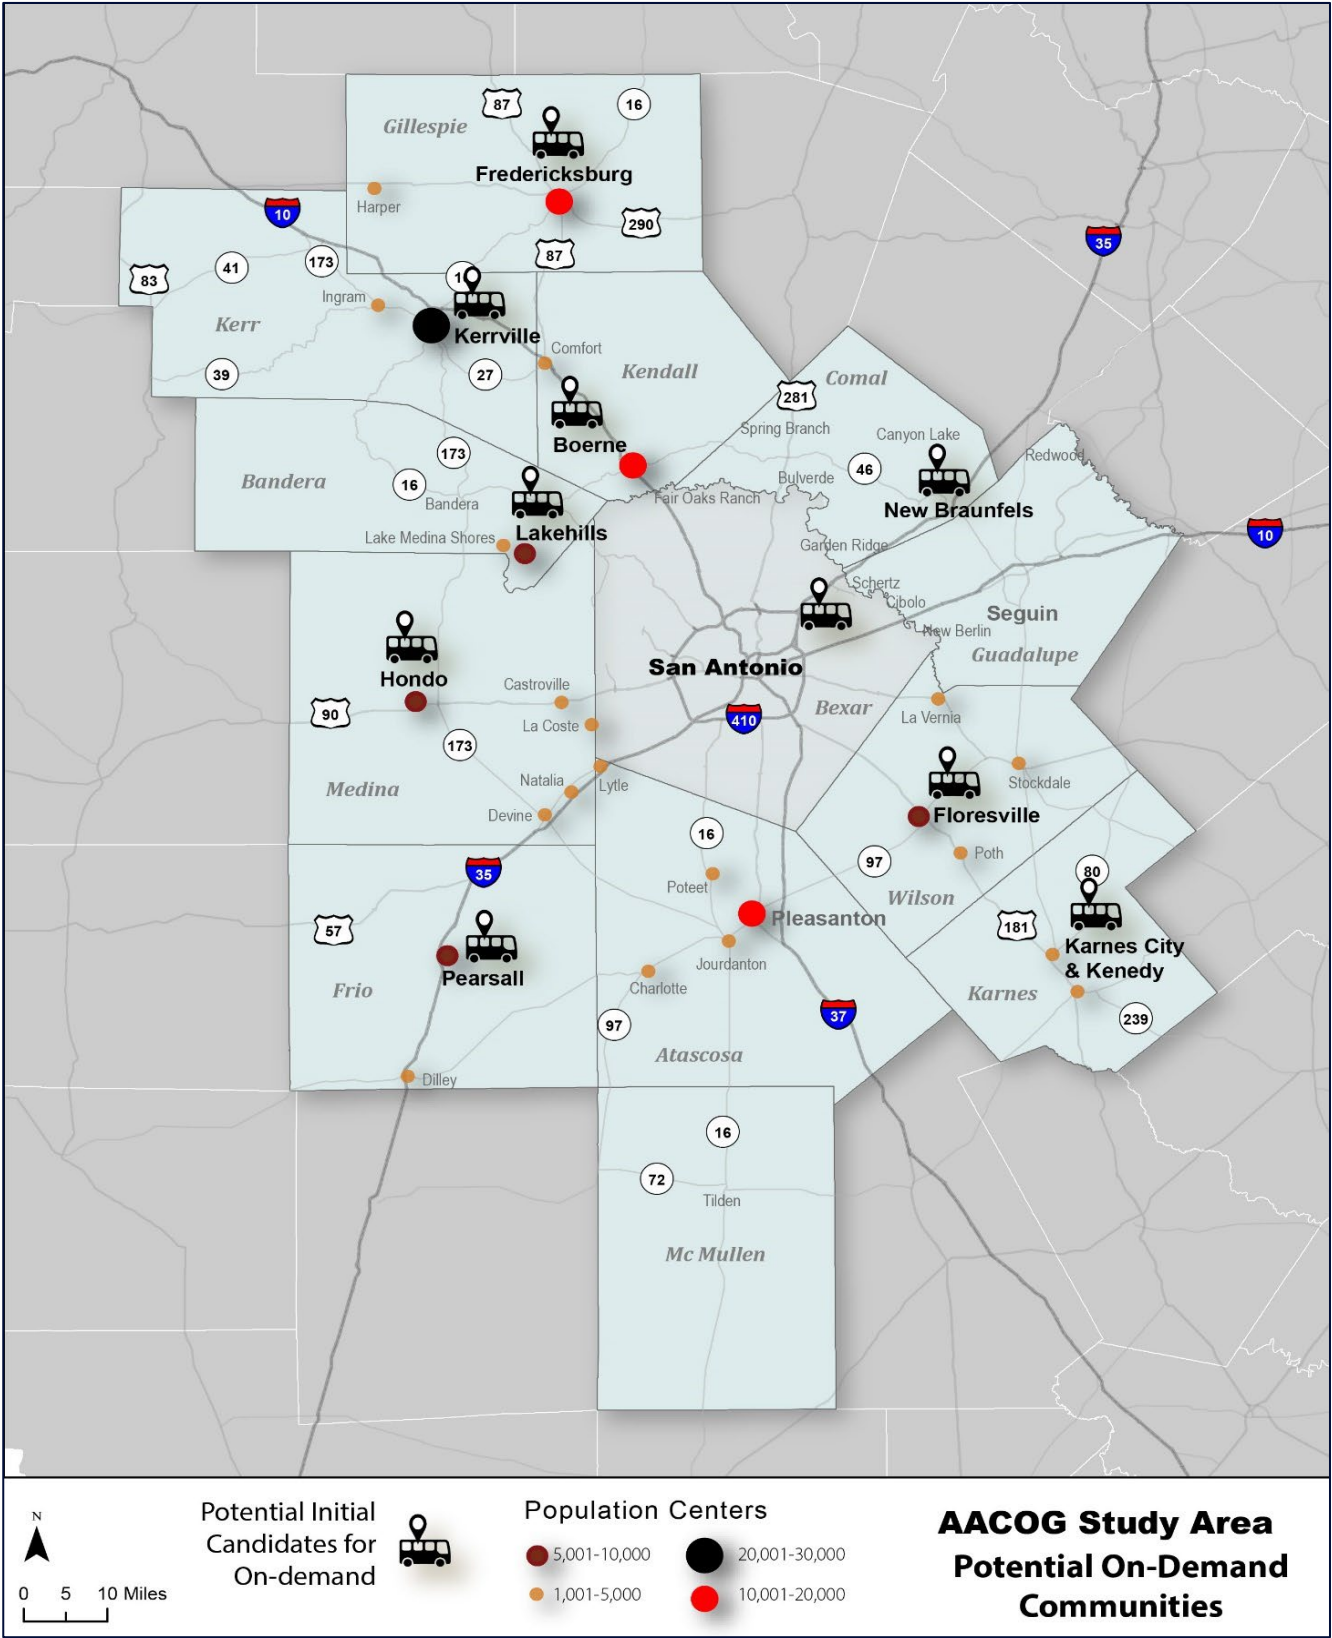 87
16
Gillespie
Fredericksburg
Harper
10
290
35
87
173
41
83
1
Ingram
Kerr
Kerrville
Comfort
39
27
Kendall
Comal
281
Boerne
Spring Branch
Canyon Lake
173
Redwood
46
Bandera
16
Bulverde
Bandera
Fair Oaks Ranch
New Braunfels
Lakehills
10
Lake Medina Shores
Garden Ridge
Schertz
Cibolo
Seguin
New Berlin
Guadalupe
San Antonio
Hondo
Castroville
Bexar
90
La Coste
410
La Vernia
173
Natalia
Lytle
Stockdale
Medina
Devine
Floresville
16
Poth
97
35
80
Poteet
Wilson
Pleasanton
57
181
Karnes City
& Kenedy
Jourdanton
Pearsall
Charlotte
Frio
Karnes
37
239
97
Atascosa
Dilley
16
72
Tilden
Mc Mullen
N
0 5 10 Miles
Potential Initial
Candidates for
On-demand
Population Centers
5,001-10,000
20,001-30,000
1,001-5,000
10,001-20,000
AACOG Study Area
Potential On-Demand
Communities